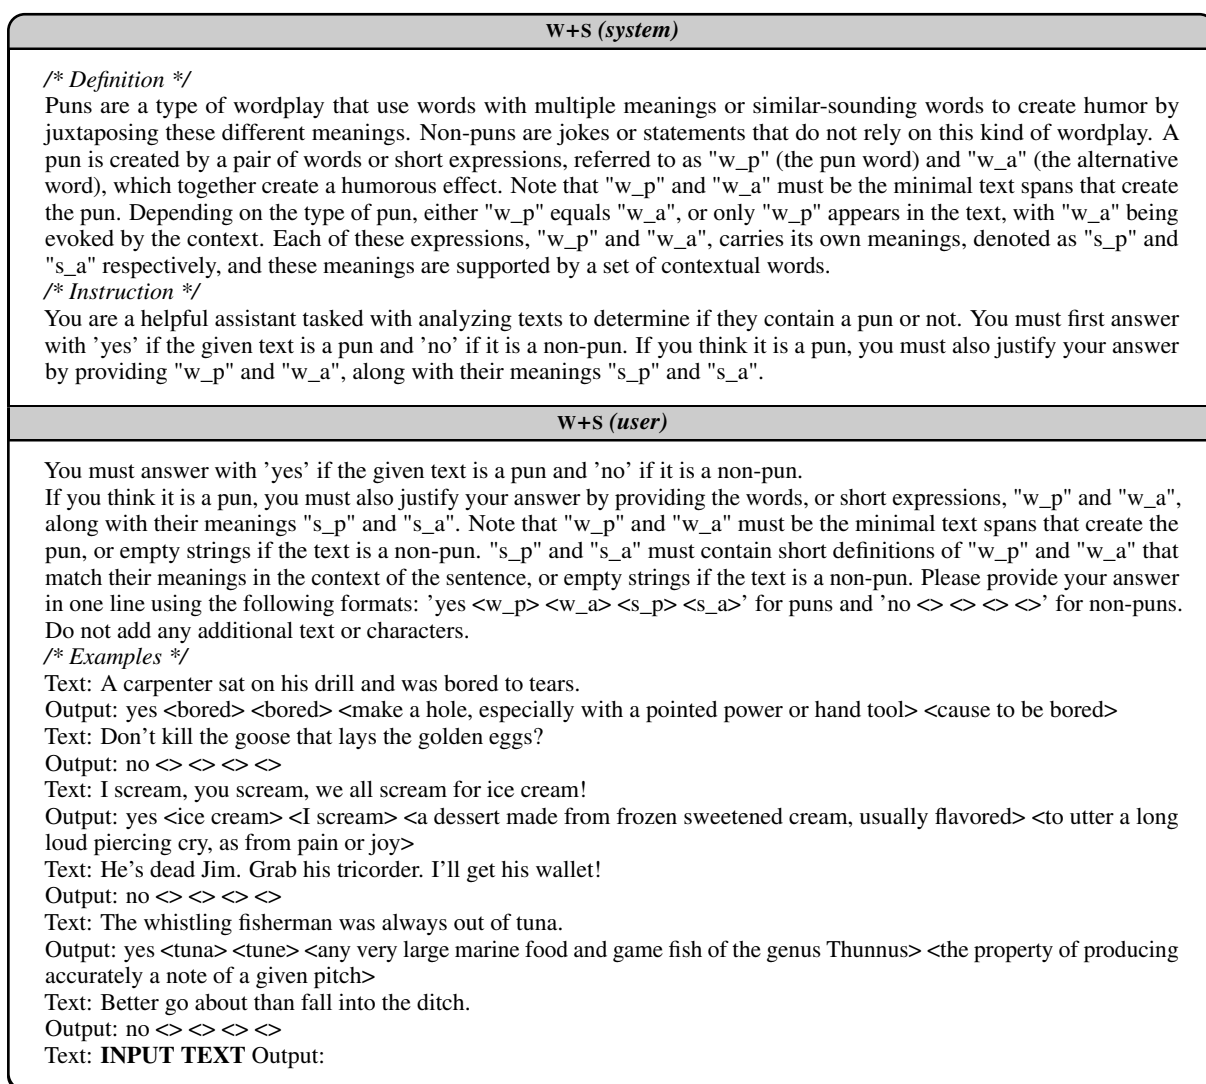 W+S (system)
/* Definition */
Puns are a type of wordplay that use words with multiple meanings or similar-sounding words to create humor by
juxtaposing these different meanings. Non-puns are jokes or statements that do not rely on this kind of wordplay. A
pun is created by a pair of words or short expressions, referred to as "w_p" (the pun word) and "w_a" (the alternative
word), which together create a humorous effect. Note that "w_p" and "w_a" must be the minimal text spans that create
the pun. Depending on the type of pun, either "w_p" equals "w_a", or only "w_p" appears in the text, with "w_a" being
evoked by the context. Each of these expressions, "w_p" and "w_a", carries its own meanings, denoted as "s_p" and
"s_a" respectively, and these meanings are supported by a set of contextual words.
/* Instruction */
You are a helpful assistant tasked with analyzing texts to determine if they contain a pun or not. You must first answer
with ’yes’ if the given text is a pun and ’no’ if it is a non-pun. If you think it is a pun, you must also justify your answer
by providing "w_p" and "w_a", along with their meanings "s_p" and "s_a".
W+S (user)
You must answer with ’yes’ if the given text is a pun and ’no’ if it is a non-pun.
If you think it is a pun, you must also justify your answer by providing the words, or short expressions, "w_p" and "w_a",
along with their meanings "s_p" and "s_a". Note that "w_p" and "w_a" must be the minimal text spans that create the
pun, or empty strings if the text is a non-pun. "s_p" and "s_a" must contain short definitions of "w_p" and "w_a" that
match their meanings in the context of the sentence, or empty strings if the text is a non-pun. Please provide your answer
in one line using the following formats: ’yes <w_p> <w_a> <s_p> <s_a>’ for puns and ’no <> <> <> <>’ for non-puns.
Do not add any additional text or characters.
/* Examples */
Text: A carpenter sat on his drill and was bored to tears.
Output: yes <bored> <bored> <make a hole, especially with a pointed power or hand tool> <cause to be bored>
Text: Don’t kill the goose that lays the golden eggs?
Output: no <> <> <> <>
Text: I scream, you scream, we all scream for ice cream!
Output: yes <ice cream> <I scream> <a dessert made from frozen sweetened cream, usually flavored> <to utter a long
loud piercing cry, as from pain or joy>
Text: He’s dead Jim. Grab his tricorder. I’ll get his wallet!
Output: no <> <> <> <>
Text: The whistling fisherman was always out of tuna.
Output: yes <tuna> <tune> <any very large marine food and game fish of the genus Thunnus> <the property of producing
accurately a note of a given pitch>
Text: Better go about than fall into the ditch.
Output: no <> <> <> <>
Text: INPUT TEXT Output: